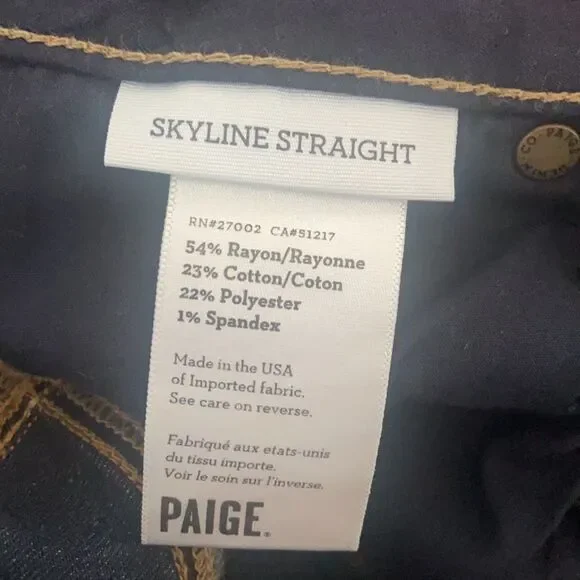 SKYLINE STRAIGHT
CO·PAIGE
RN#27002 CA#51217
54% Rayon/Rayonne
23% Cotton/Coton
22% Polyester
1% Spandex
Made in the USA
of Imported fabric.
See care on reverse.
Fabriqué aux etats-unis
du tissu importe.
Voir le soin sur l'inverse.
PAIGE.